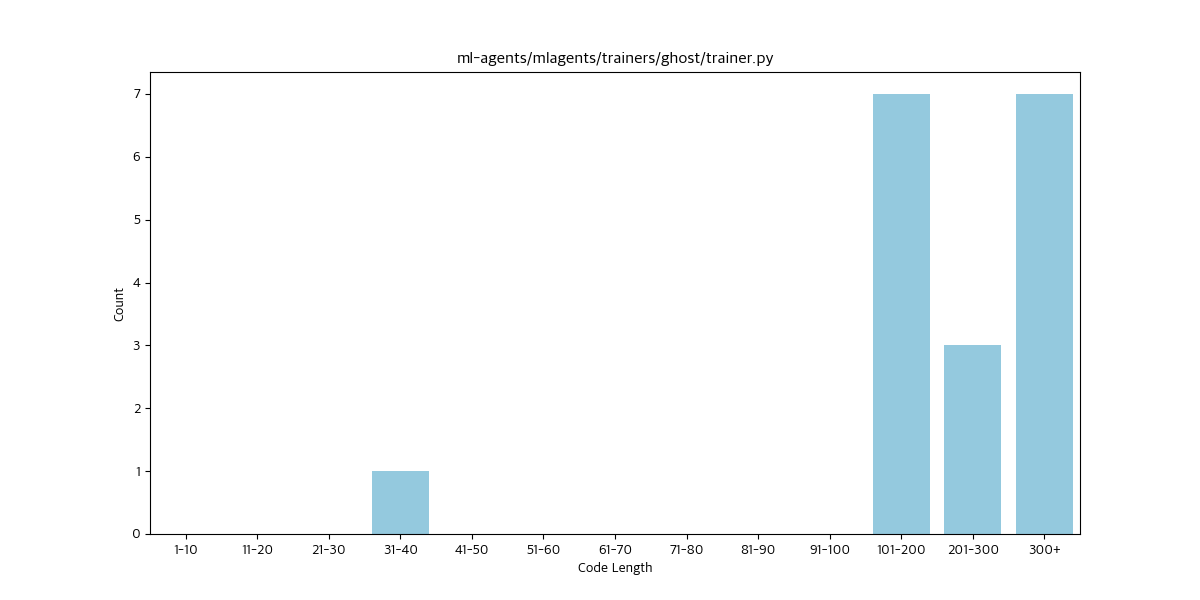 ml-agents/mlagents/trainers/ghost/trainer.py
7
6
5
4
3
2
1
0
Count
1-10 11-20 21-30 31-40 41-50 51-60 61-70 71-80 81-90 91-100 101-200 201-300 300+
Code Length